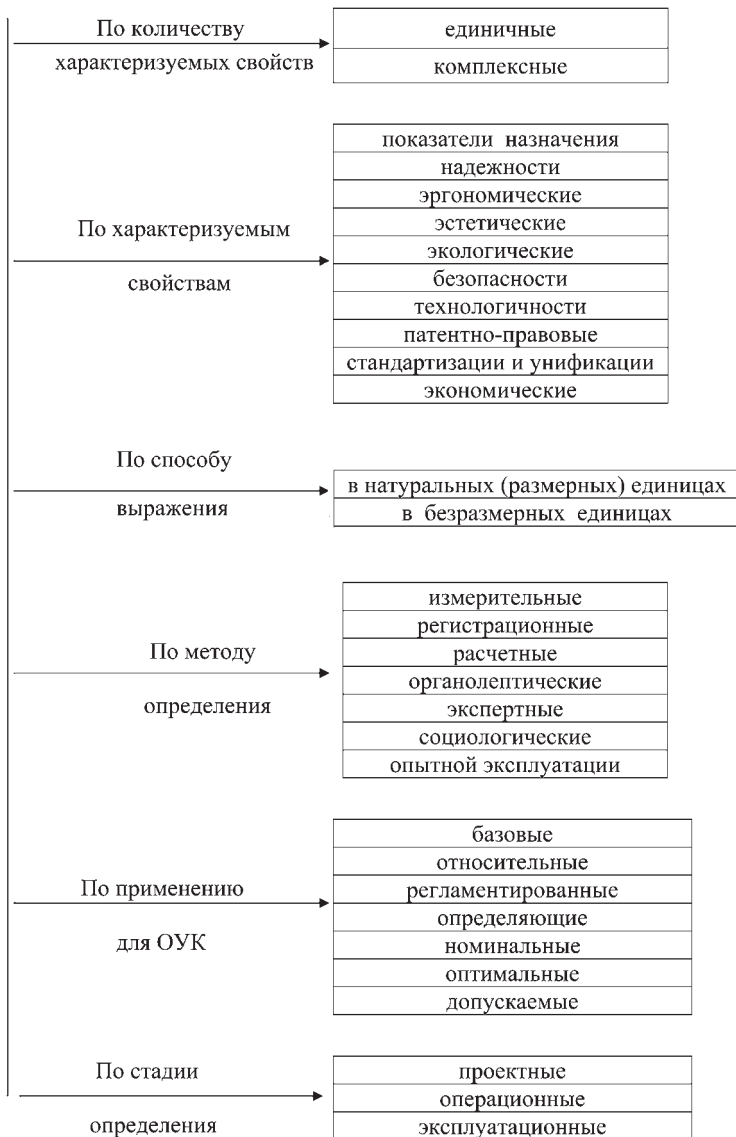 По количеству
характеризуемых свойств
единичные
комплексные
По характеризуемым
свойствам
показатели назначения
надежности
эргономические
эстетические
экологические
безопасности
технологичности
патентно-правовые
стандартизации и унификации
экономические
По способу
выражения
в натуральных (размерных) единицах
в безразмерных единицах
По методу
определения
измерительные
регистрационные
расчетные
органолептические
экспертные
социологические
опытной эксплуатации
По применению
для ОУК
базовые
относительные
регламентированные
определяющие
номинальные
оптимальные
допускаемые
По стадии
определения
проектные
операционные
эксплуатационные